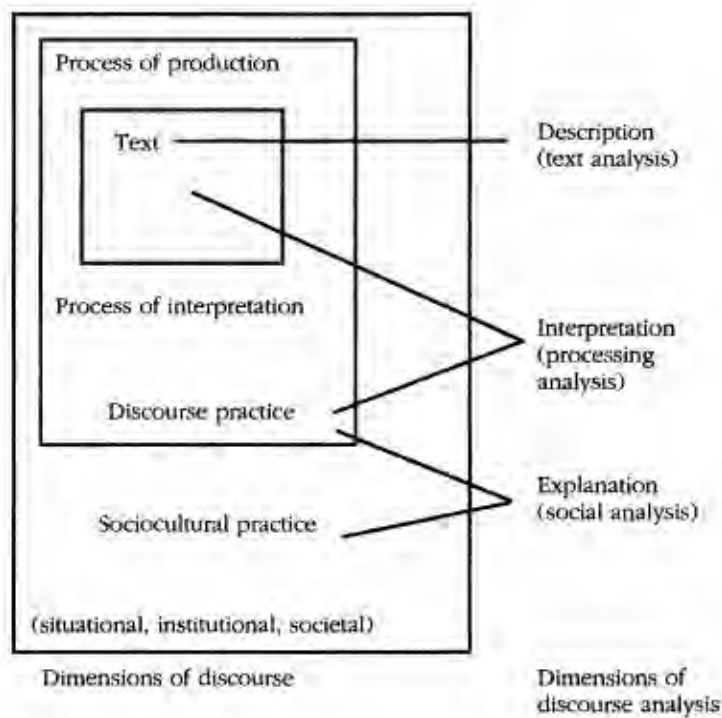 Process of production
Text
Description
(text analysis)
Process of interpretation
Interpretation
(processing
analysis)
Discourse practice
Explanation
(social analysis)
Sociocultural practice
(situational, institutional, societal)
Dimensions of discourse
Dimensions of
discourse analysis